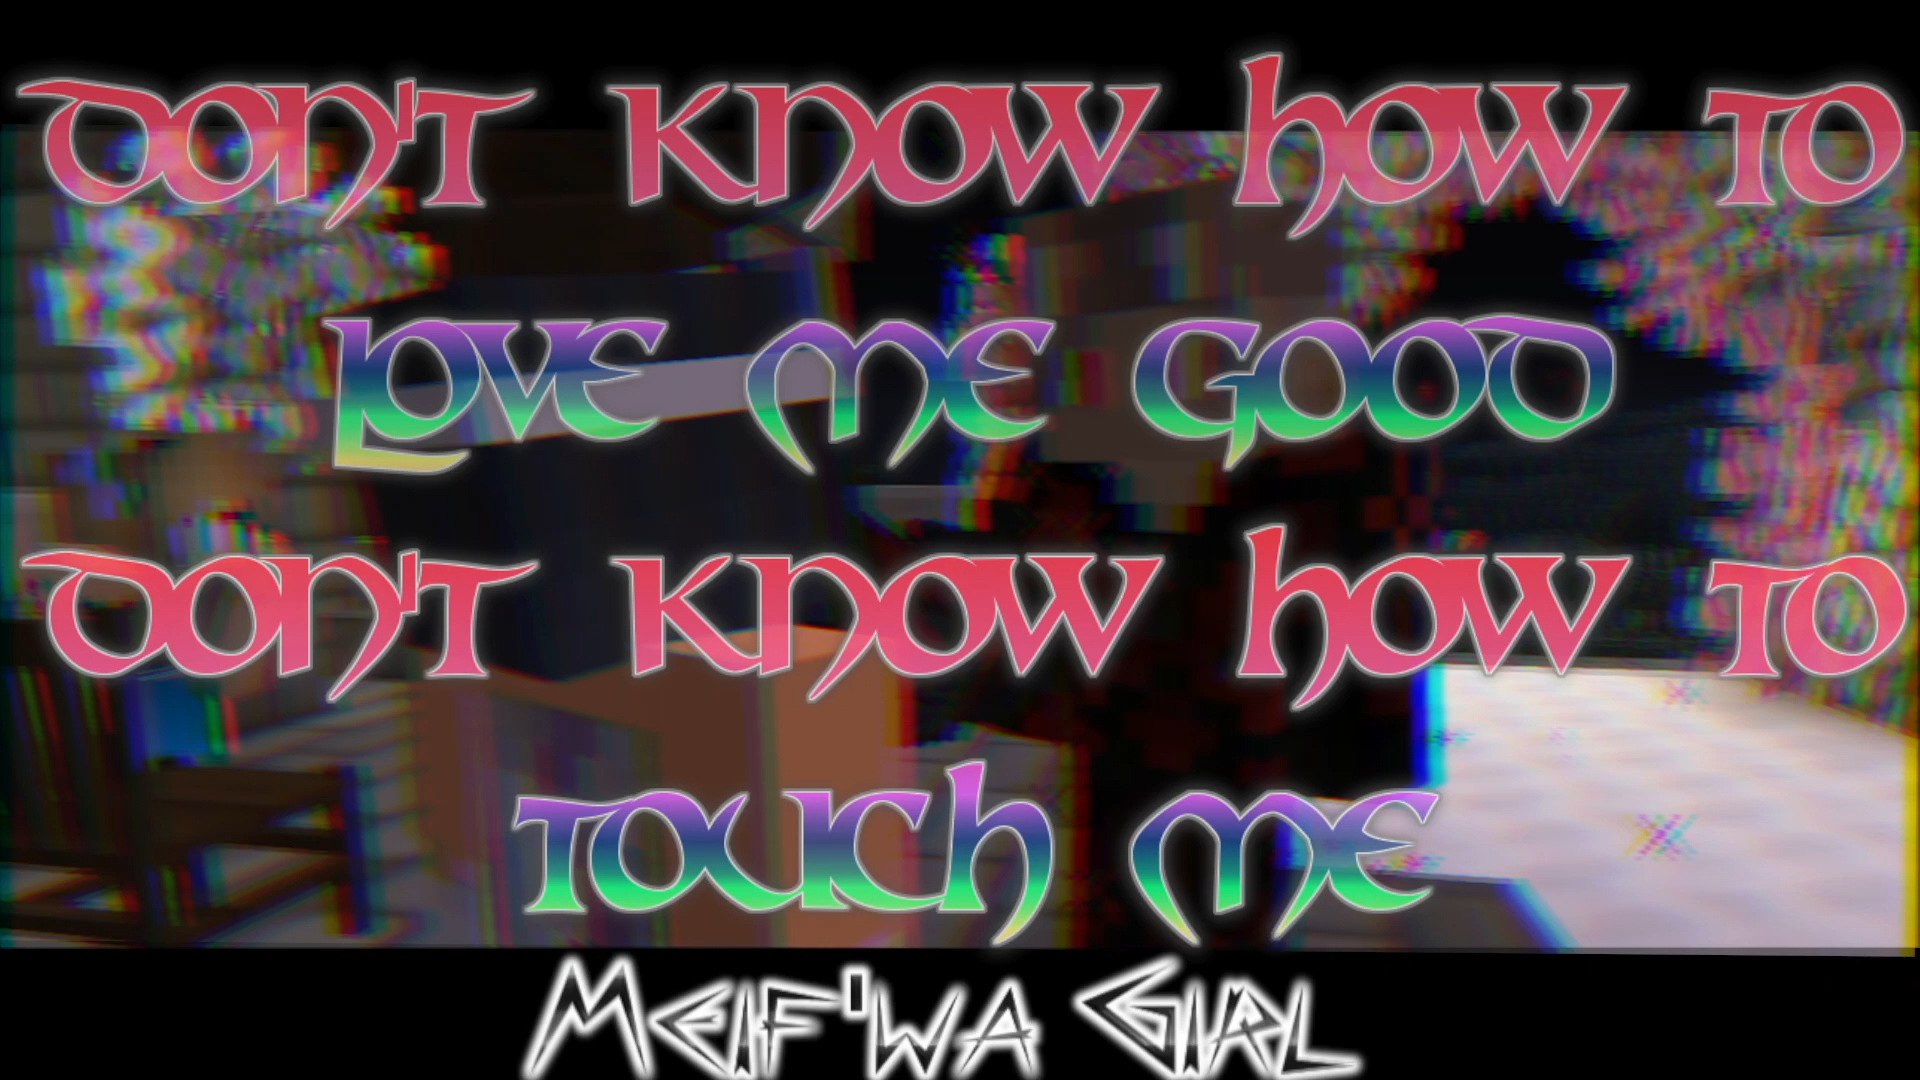 DON'T KNOW HOW TO
LOVE ME GOOD
DON'T KNOW HOW TO
TOUCH ME
MEIF'WA GIRL